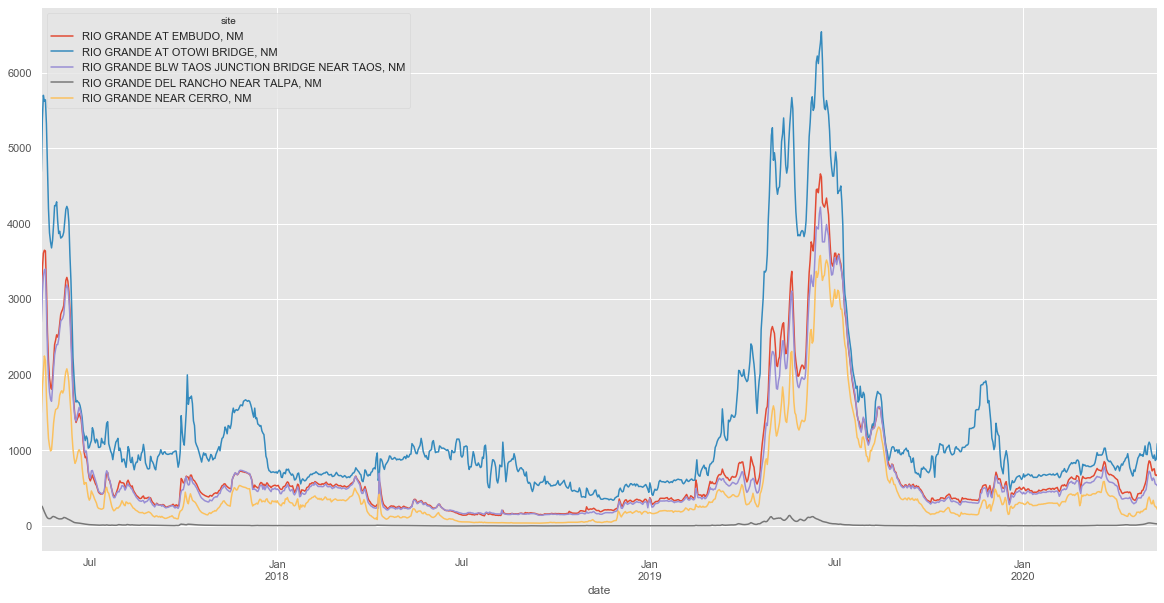 site
RIO GRANDE AT EMBUDO, NM
RIO GRANDE AT OTOWI BRIDGE, NM
RIO GRANDE BLW TAOS JUNCTION BRIDGE NEAR TAOS, NM
RIO GRANDE DEL RANCHO NEAR TALPA, NM
RIO GRANDE NEAR CERRO, NM
6000
5000
4000
3000
2000
1000
0
Jul Jan Jul Jan Jul Jan
2018 2019 2020
date